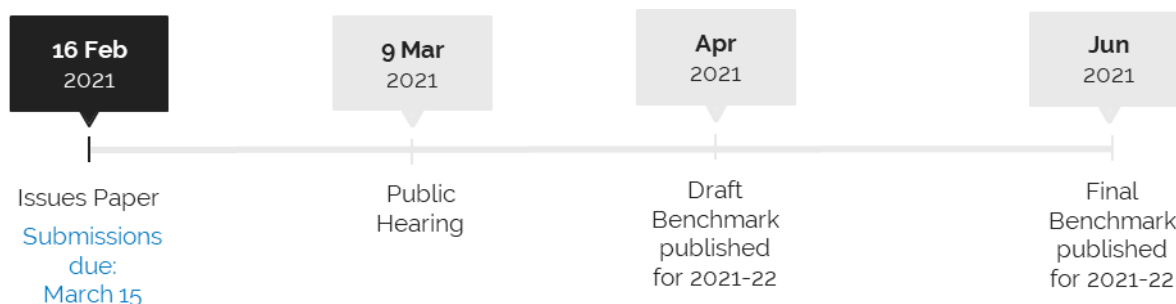 16 Feb
2021
9 Mar
2021
Apr
2021
Jun
2021
Issues Paper
Submissions
due:
March 15
Public
Hearing
Draft
Benchmark
published
for 2021-22
Final
Benchmark
published
for 2021-22